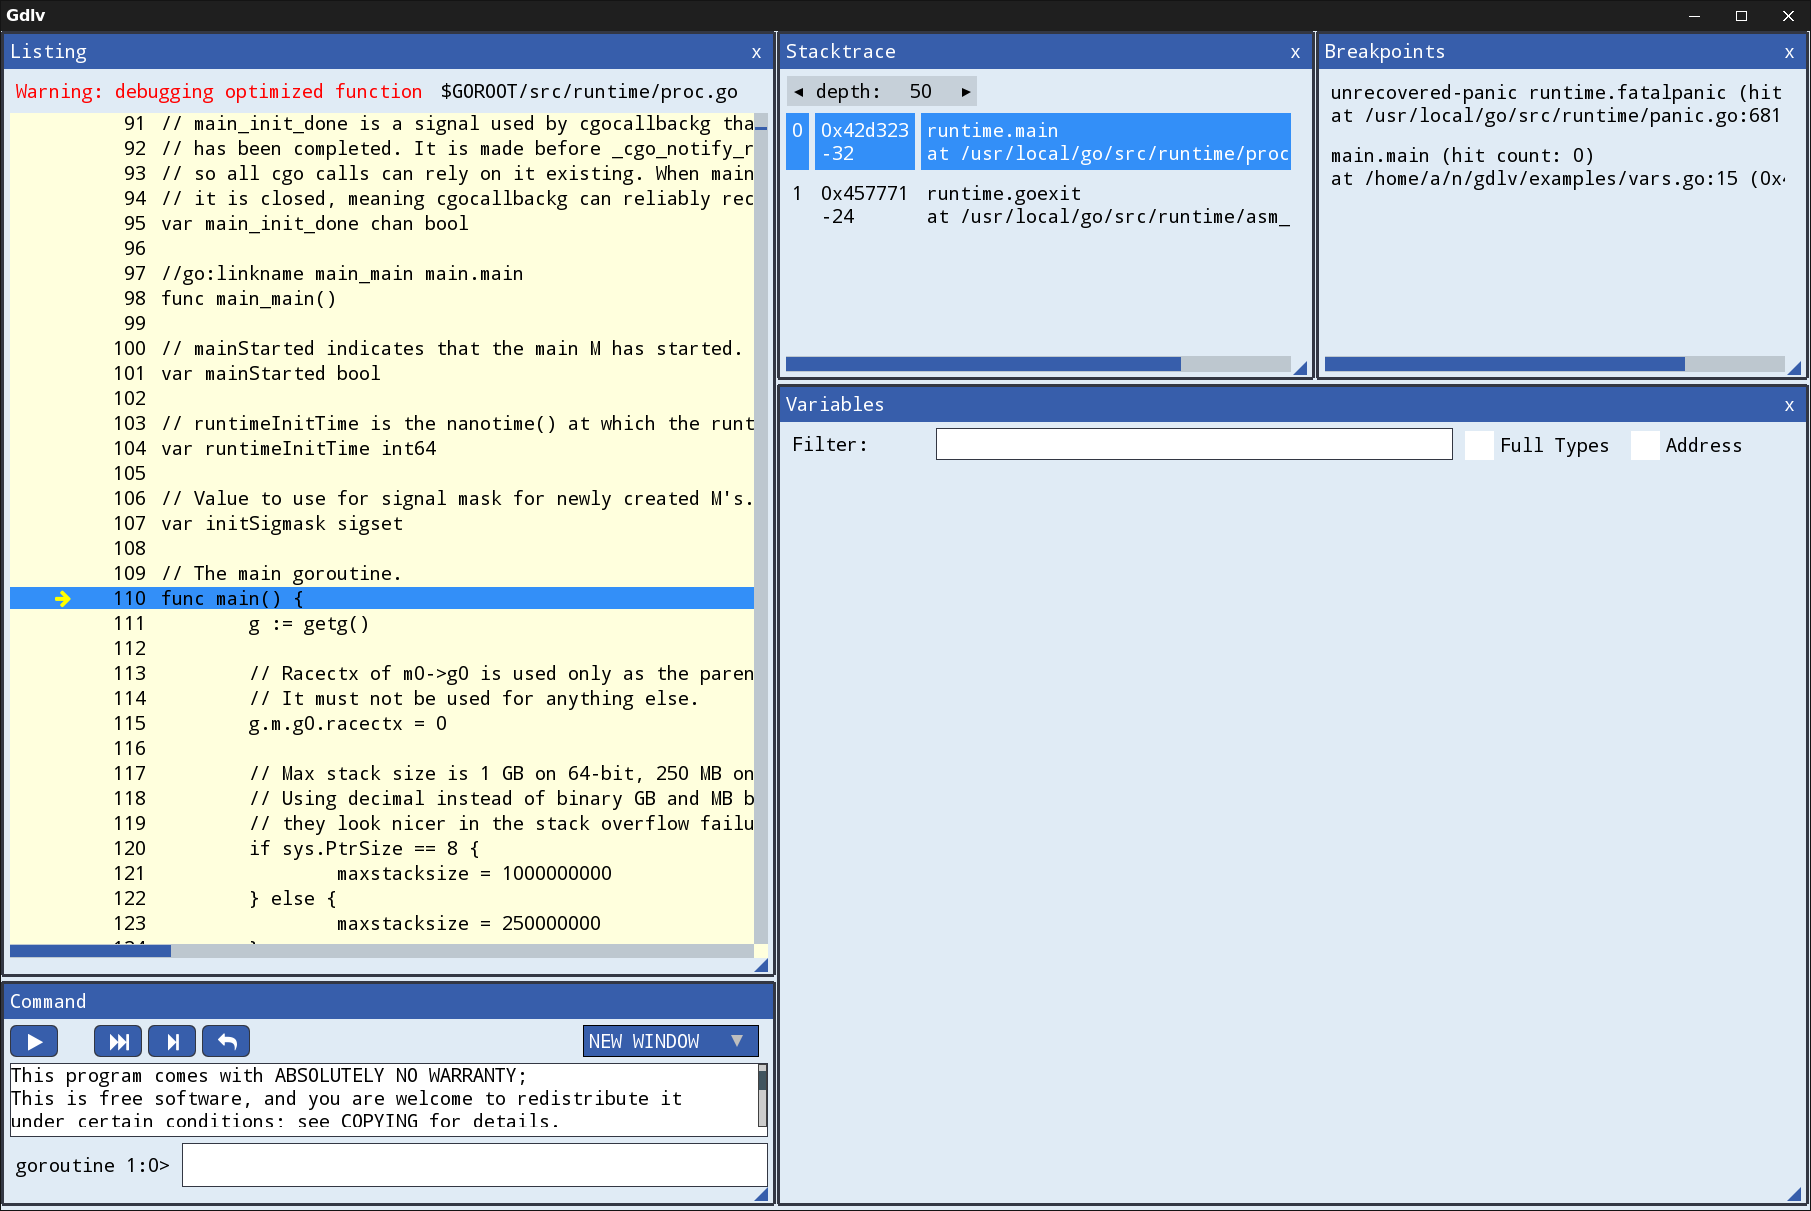 Gdlv
Listing x
Warning: debugging optimized function $GOROOT/src/runtime/proc.go
91 // main_init_done is a signal used by cgocallbackg tha
92 // has been completed. It is made before _cgo_notify_r
93 // so all cgo calls can rely on it existing. When main
94 // it is closed, meaning cgocallbackg can reliably rec
95 var main_init_done chan bool
96
97 //go:linkname main_main main.main
98 func main_main()
99
100 // mainStarted indicates that the main M has started.
101 var mainStarted bool
102
103 // runtimeInitTime is the nanotime() at which the runt
104 var runtimeInitTime int64
105
106 // Value to use for signal mask for newly created M's.
107 var initSigmask sigset
108
109 // The main goroutine.
110 func main() {
111 g := getg()
112
113 // Racectx of m0->g0 is used only as the paren
114 // It must not be used for anything else.
115 g.m.g0.racectx = 0
116
117 // Max stack size is 1 GB on 64-bit, 250 MB on
118 // Using decimal instead of binary GB and MB b
119 // they look nicer in the stack overflow failu
120 if sys.PtrSize == 8 {
121 maxstacksize = 1000000000
122 } else {
123 maxstacksize = 250000000
Command
NEW WINDOW
This program comes with ABSOLUTELY NO WARRANTY;
This is free software, and you are welcome to redistribute it
under certain conditions; see COPYING for details.
goroutine 1:0>
Stacktrace x
depth: 50
0 0x42d323 runtime.main
-32 at /usr/local/go/src/runtime/proc
1 0x457771 runtime.goexit
-24 at /usr/local/go/src/runtime/asm_
Breakpoints x
unrecovered-panic runtime.fatalpanic (hit
at /usr/local/go/src/runtime/panic.go:681
main.main (hit count: 0)
at /home/a/n/gdlv/examples/vars.go:15 (0x4
Variables x
Filter: Full Types Address